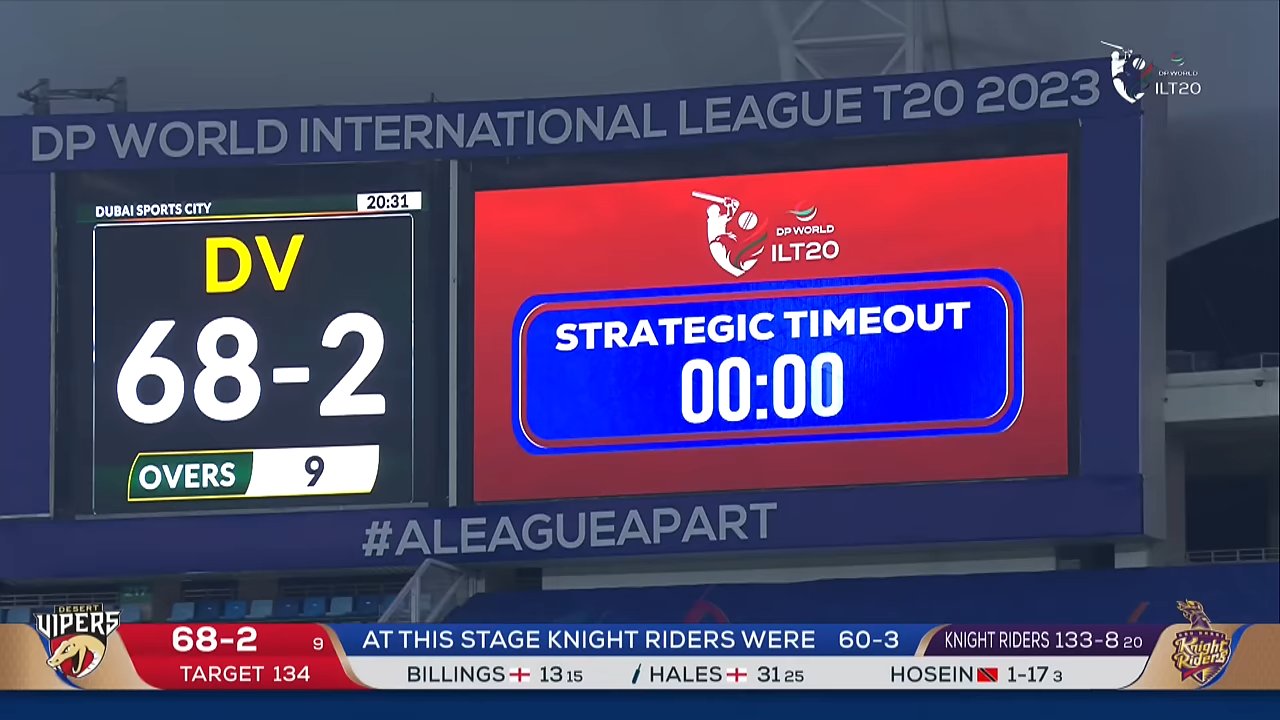 DP WORLD INTERNATIONAL LEAGUE T20 2023
DP WORLD
ILT20
DUBAI SPORTS CITY 20:31
DV
68-2
OVERS 9
DP WORLD
ILT20
STRATEGIC TIMEOUT
00:00
#ALEAGUEAPART
DESERT
VIPERS
68-2 9
TARGET 134
AT THIS STAGE KNIGHT RIDERS WERE 60-3
BILLINGS 13 15 HALES 31 25 HOSEIN 1-17 3
KNIGHT RIDERS 133-8 20
Knight
Riders